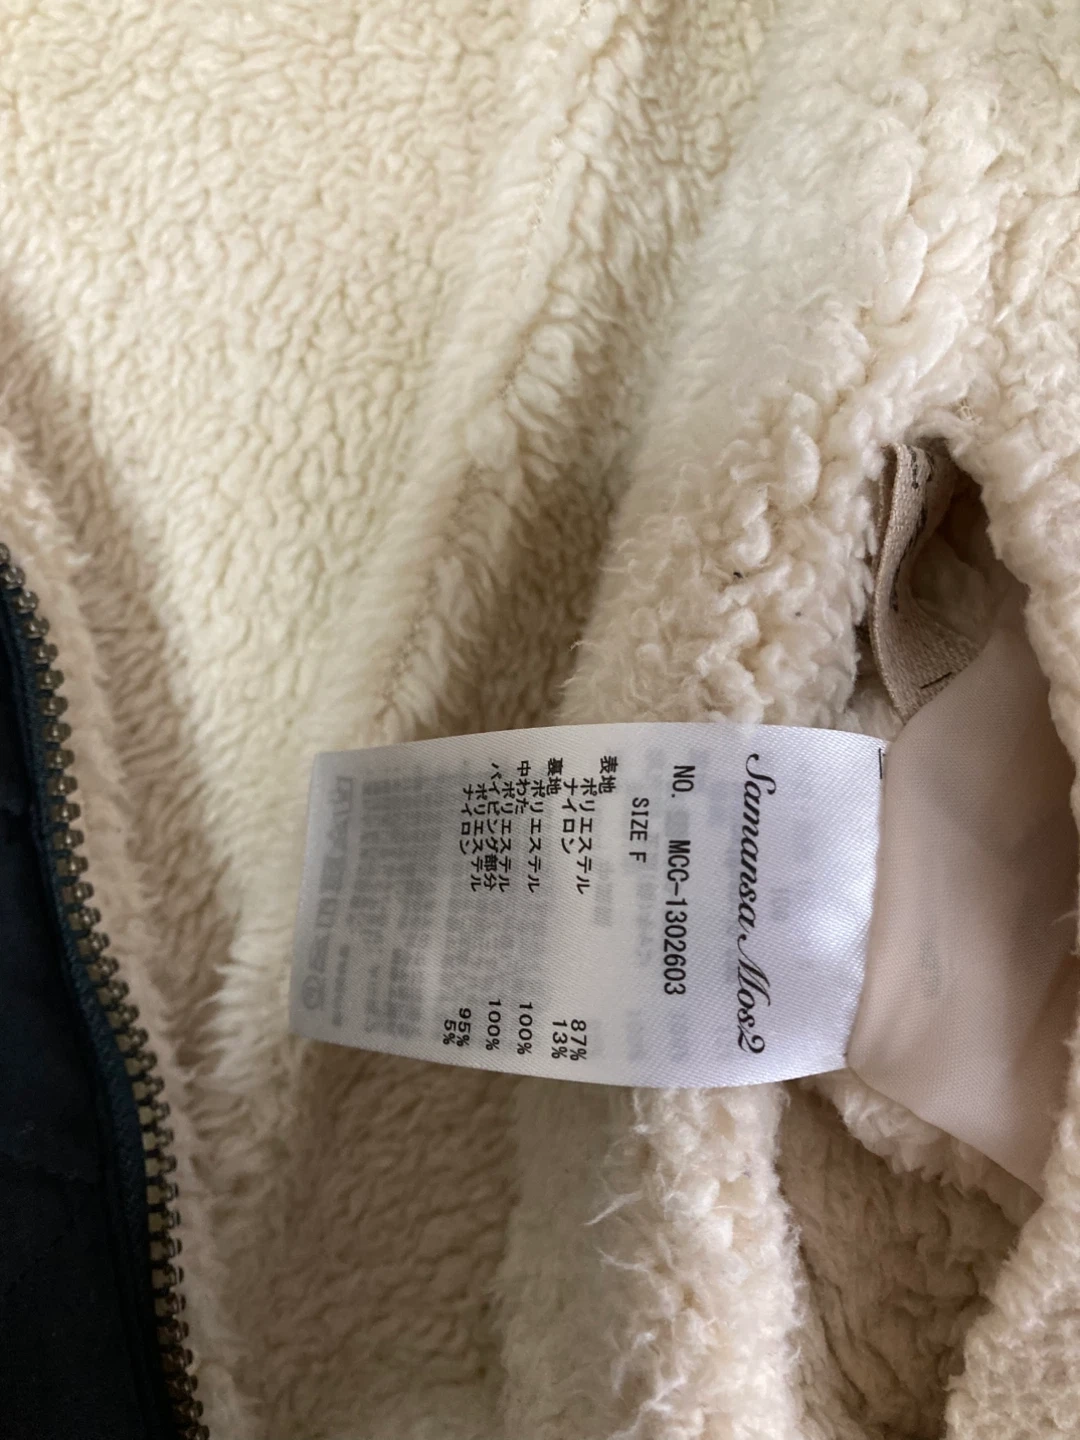 Samansa Mos2
NO. MCC-1302603
SIZE F
表地
ポリエステル 87%
ナイロン 13%
裏地
ポリエステル 100%
中わた
ポリエステル 100%
パイピング部分
ポリエステル 95%
ナイロン 5%